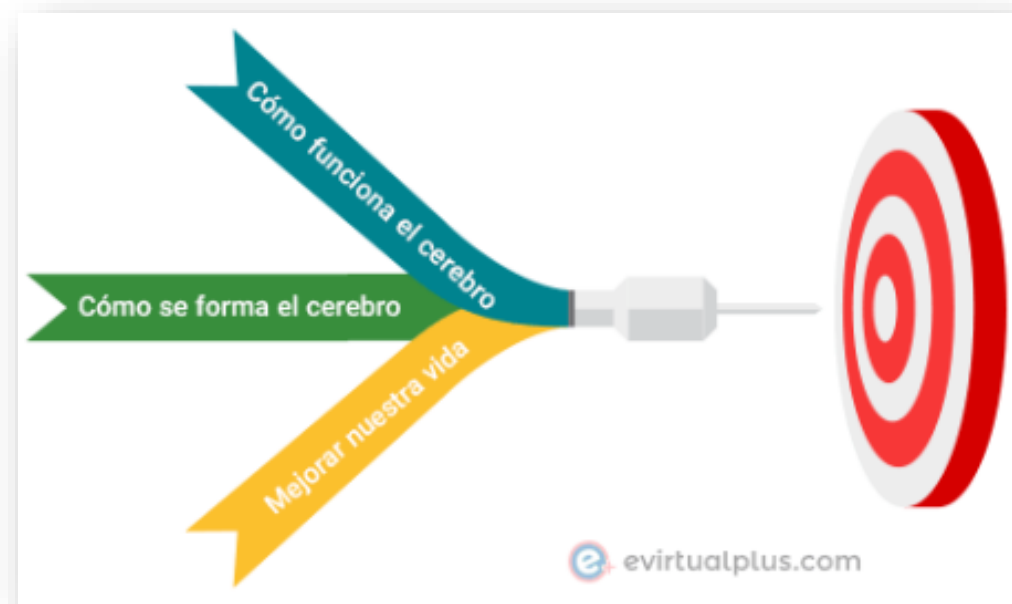 Cómo funciona el cerebro
Cómo se forma el cerebro
Mejorar nuestra vida
e+ evirtualplus.com